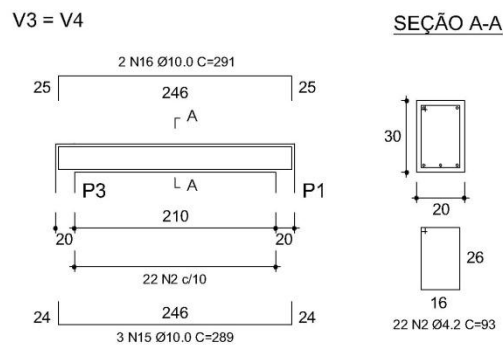 V3 = V4
SEÇÃO A-A
2 N16 Ø10.0 C=291
25 246 25
A
30
P3 A P1
210
20 20
20
22 N2 c/10
26
16
24 246 24
22 N2 Ø4.2 C=93
3 N15 Ø10.0 C=289